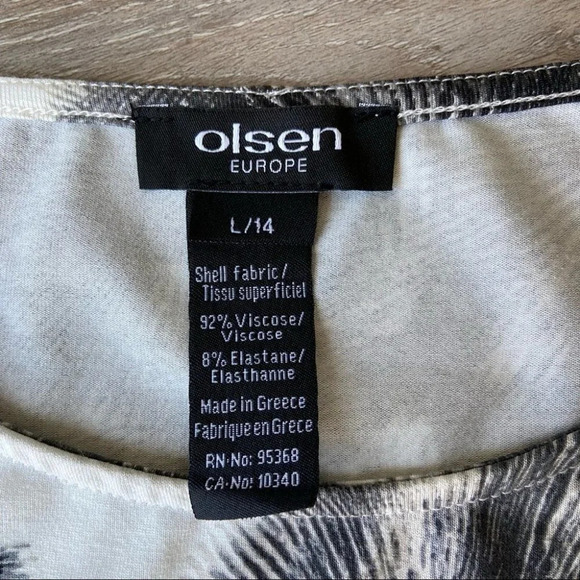 olsen
EUROPE
L/14
Shell fabric/
Tissu superficiel
92% Viscose/
Viscose
8% Elastane/
Elasthanne
Made in Greece
Fabrique en Grece
RN·No: 95368
CA·No: 10340